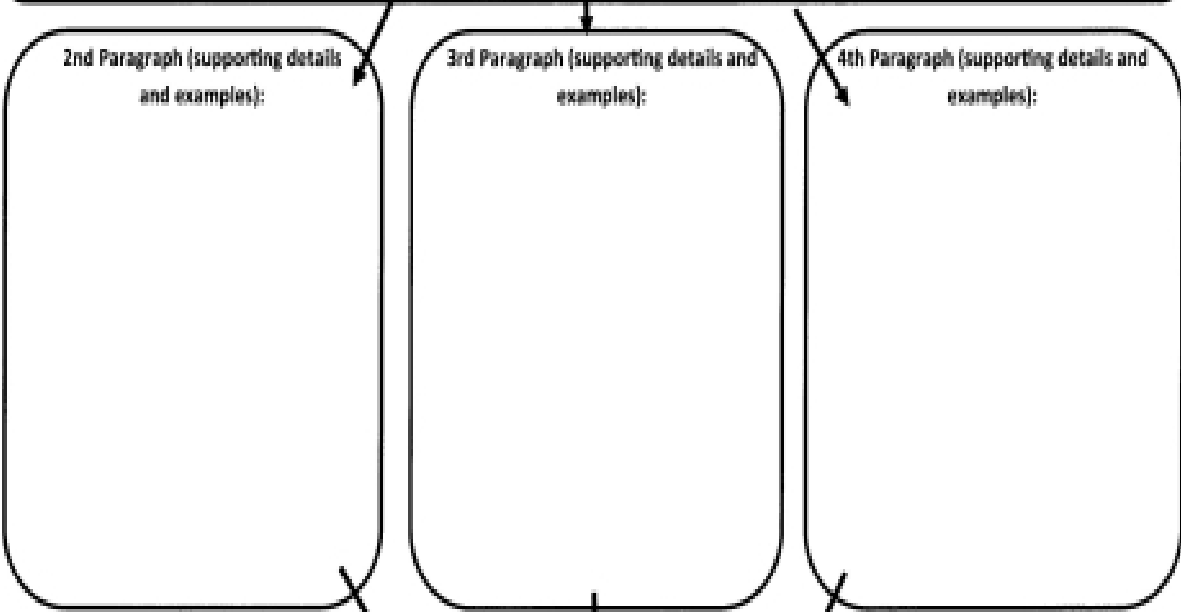 2nd Paragraph (supporting details
and examples):
3rd Paragraph (supporting details and
examples):
4th Paragraph (supporting details and
examples):